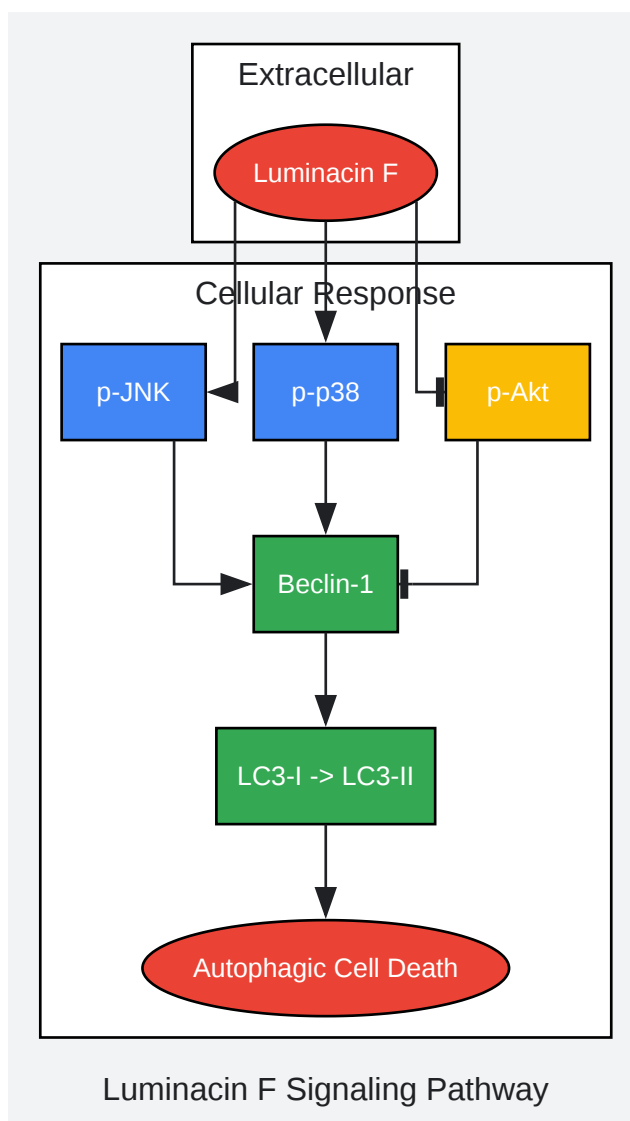 Extracellular
Luminacin F
Cellular Response
p-JNK
p-p38
p-Akt
Beclin-1
LC3-I -> LC3-II
Autophagic Cell Death
Luminacin F Signaling Pathway